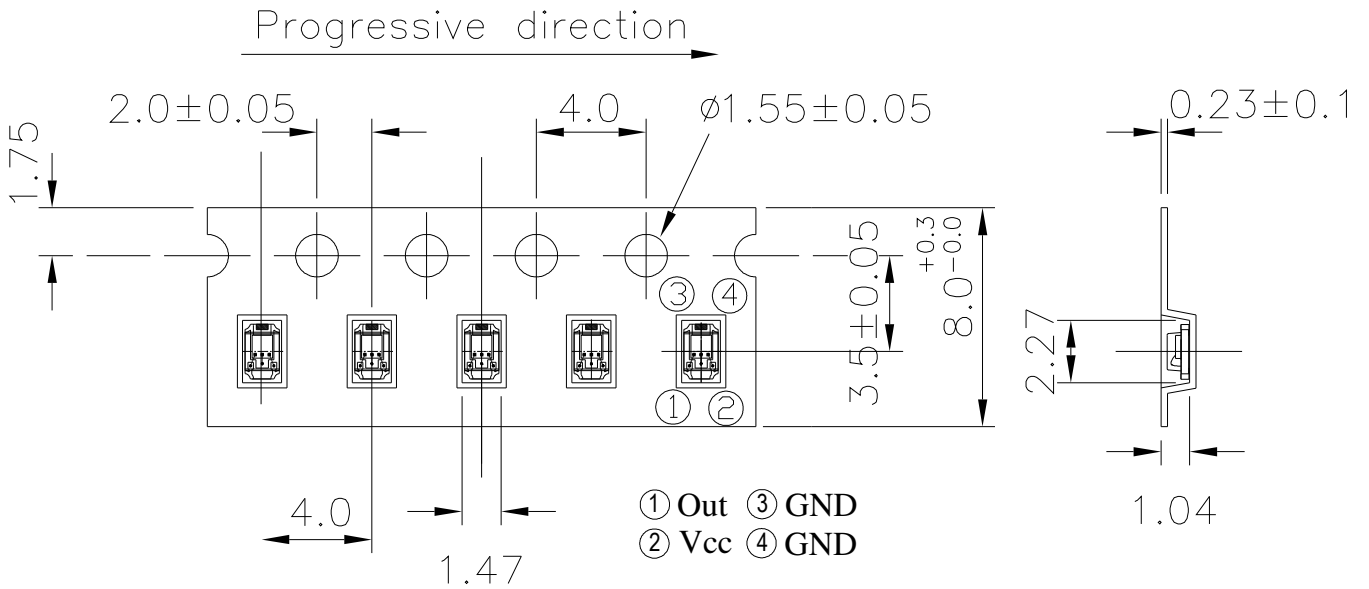 Progressive direction
2.0±0.05
4.0
ø1.55±0.05
0.23±0.1
1.75
3.5±0.05
8.0 +0.3 -0.0
③ ④
2.27
① ②
4.0
1.47
① Out ③ GND
② Vcc ④ GND
1.04